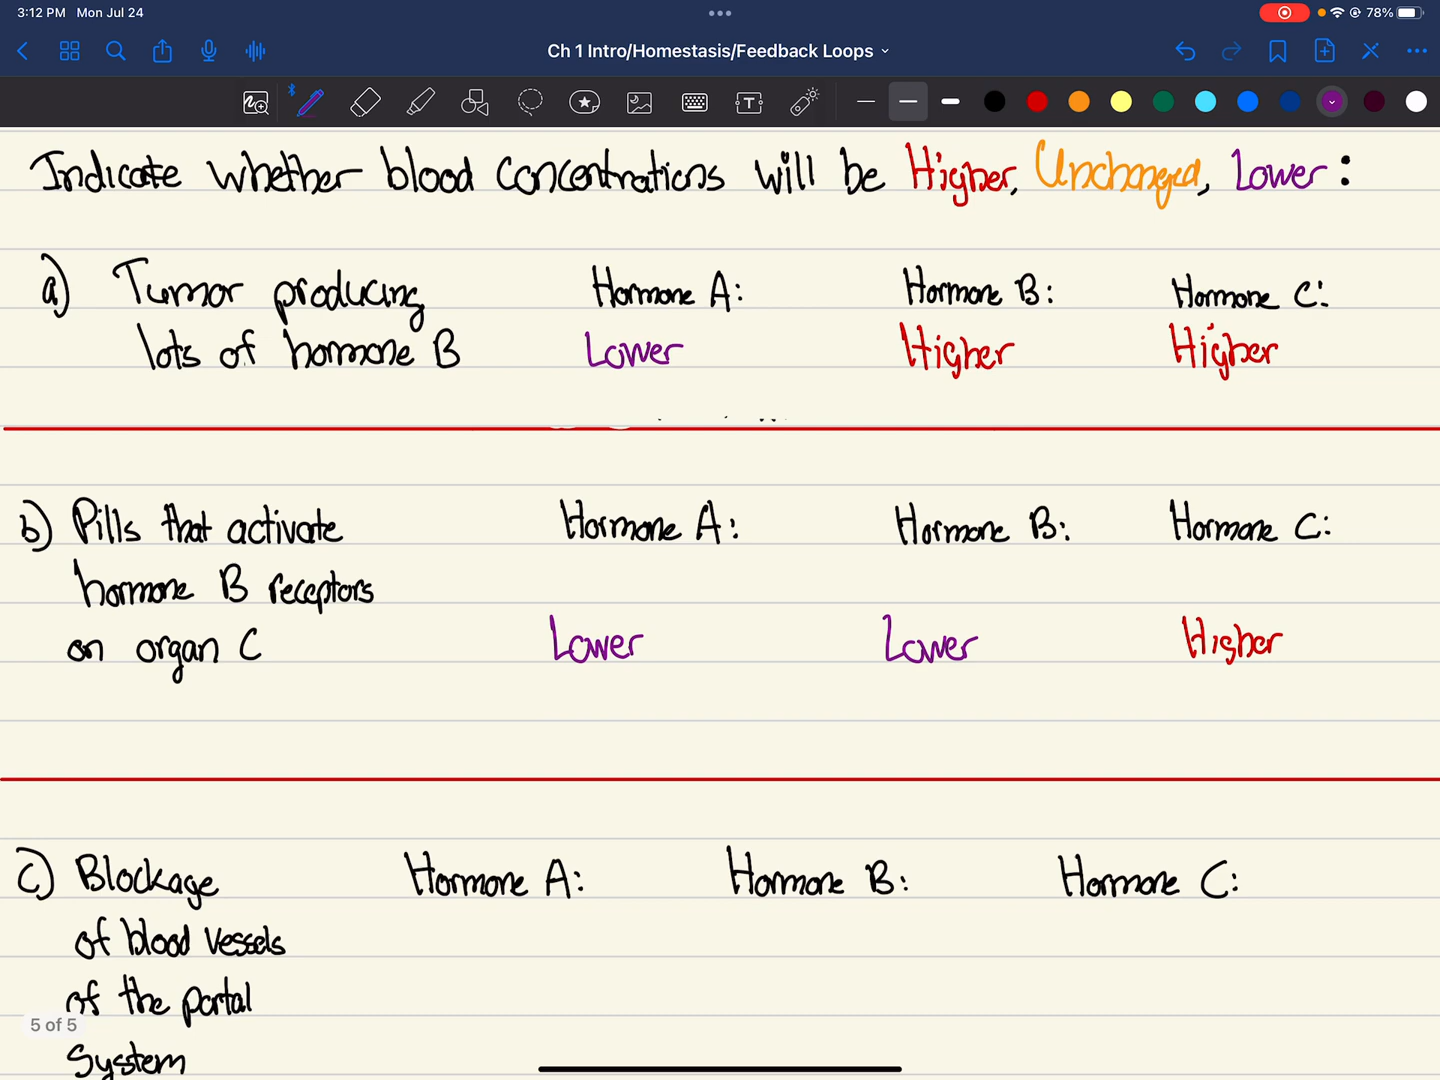 3:12 PM Mon Jul 24
78%
Ch 1 Intro/Homestasis/Feedback Loops
Indicate whether blood concentrations will be Higher, Unchanged, Lower:
a) Tumor producing Hormone A: Hormone B: Hormone C:
lots of hormone B Lower Higher Higher
b) Pills that activate Hormone A: Hormone B: Hormone C:
hormone B receptors
on organ C Lower Lower Higher
c) Blockage Hormone A: Hormone B: Hormone C:
of blood vessels
of the portal
5 of 5
System